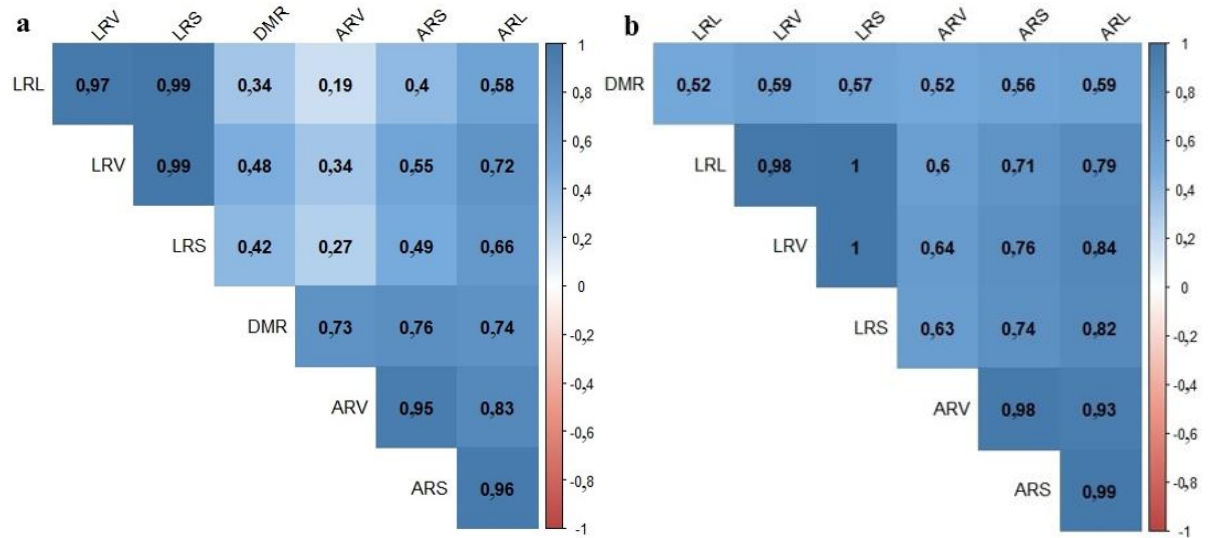 a
LRV LRS DMR ARV ARS ARL
LRL 0,97 0,99 0,34 0,19 0,4 0,58
LRV 0,99 0,48 0,34 0,55 0,72
LRS 0,42 0,27 0,49 0,66
DMR 0,73 0,76 0,74
ARV 0,95 0,83
ARS 0,96
1
0,8
0,6
0,4
0,2
0
-0,2
-0,4
-0,6
-0,8
-1
b
LRL LRV LRS ARV ARS ARL
DMR 0,52 0,59 0,57 0,52 0,56 0,59
LRL 0,98 1 0,6 0,71 0,79
LRV 1 0,64 0,76 0,84
LRS 0,63 0,74 0,82
ARV 0,98 0,93
ARS 0,99
1
0,8
0,6
0,4
0,2
0
-0,2
-0,4
-0,6
-0,8
-1